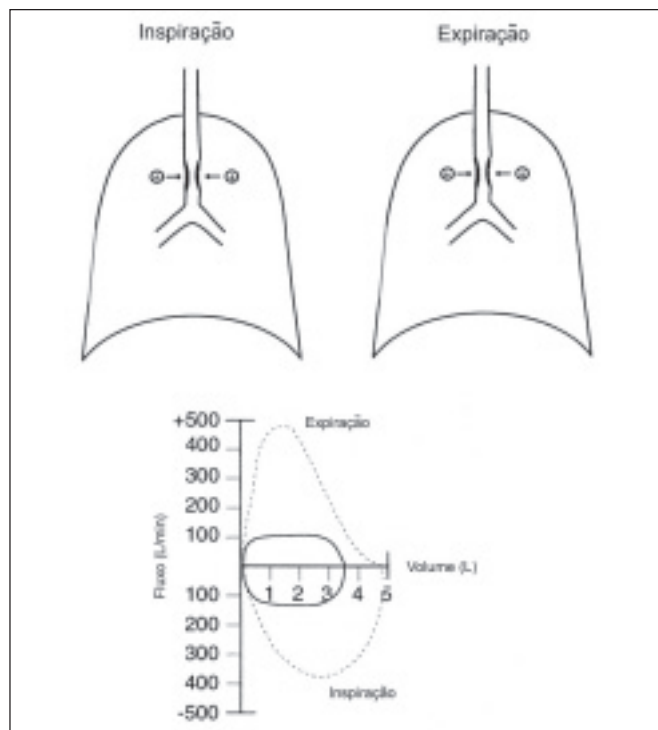 Inspiração
Expiração
+500
400
300
200
100
100
200
300
400
-500
Fluxo (L/min)
Expiração
1 2 3 4 5
Volume (L)
Inspiração